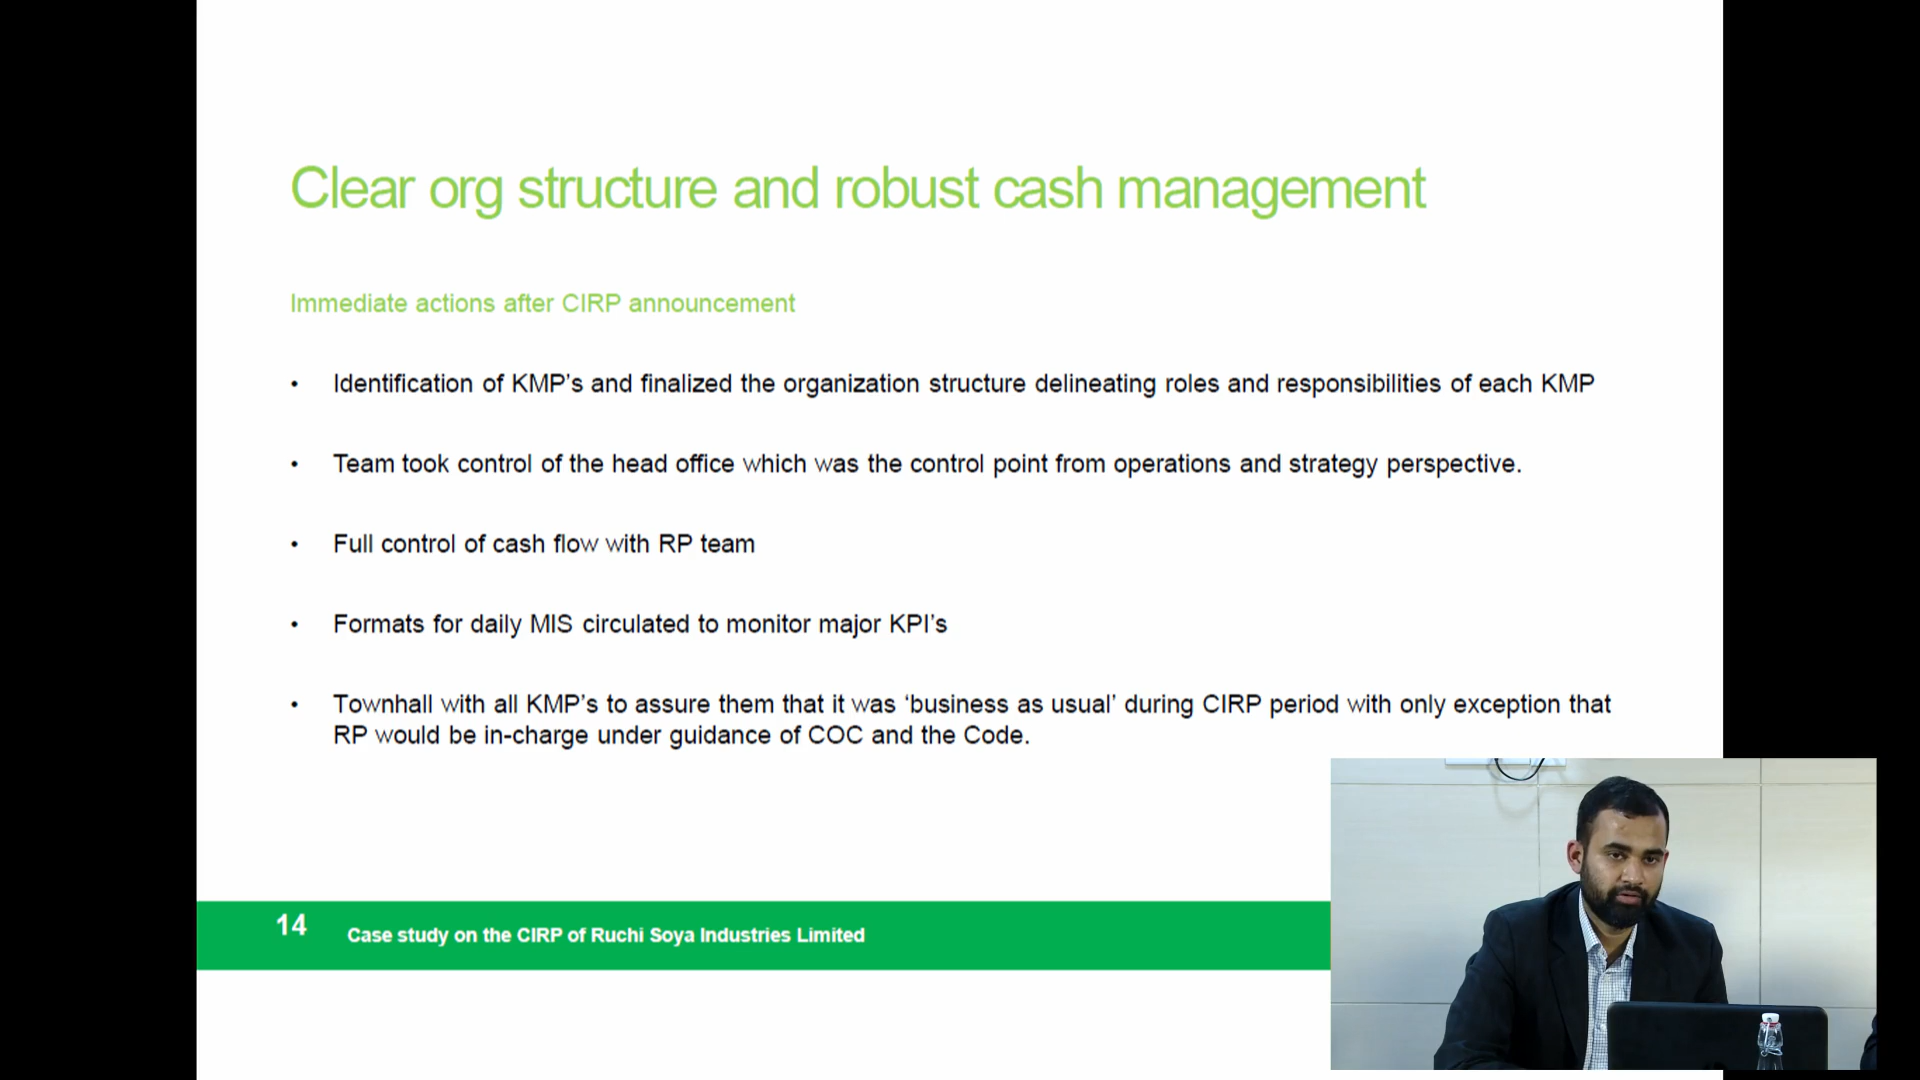 Clear org structure and robust cash management
Immediate actions after CIRP announcement
• Identification of KMP’s and finalized the organization structure delineating roles and responsibilities of each KMP
• Team took control of the head office which was the control point from operations and strategy perspective.
• Full control of cash flow with RP team
• Formats for daily MIS circulated to monitor major KPI’s
• Townhall with all KMP’s to assure them that it was ‘business as usual’ during CIRP period with only exception that
RP would be in-charge under guidance of COC and the Code.
14 Case study on the CIRP of Ruchi Soya Industries Limited